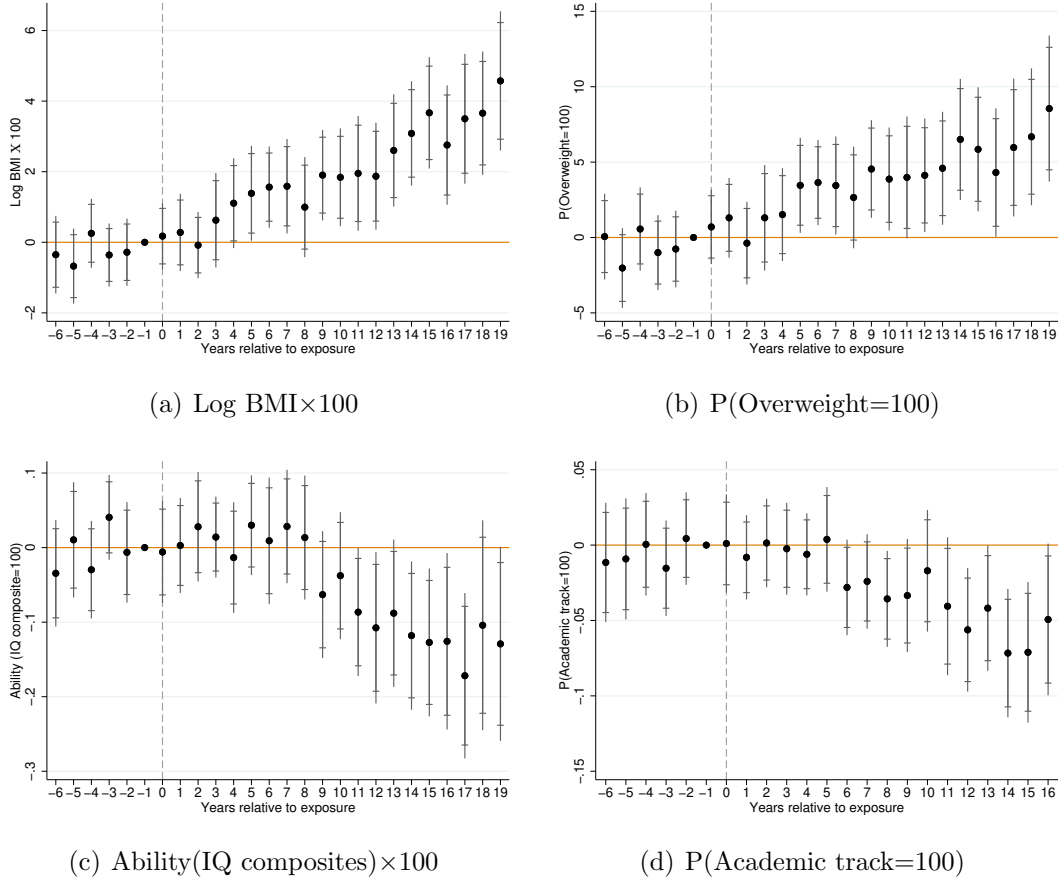 Log BMI X 100
6
4
2
0
-2
-6 -5 -4 -3 -2 -1 0 1 2 3 4 5 6 7 8 9 10 11 12 13 14 15 16 17 18 19
Years relative to exposure
(a) Log BMI×100
P(Overweight=100)
15
10
5
0
-5
-6 -5 -4 -3 -2 -1 0 1 2 3 4 5 6 7 8 9 10 11 12 13 14 15 16 17 18 19
Years relative to exposure
(b) P(Overweight=100)
Ability (IQ composite=100)
.1
0
-.1
-.2
-.3
-6 -5 -4 -3 -2 -1 0 1 2 3 4 5 6 7 8 9 10 11 12 13 14 15 16 17 18 19
Years relative to exposure
(c) Ability(IQ composites)×100
P(Academic track=100)
.05
0
-.05
-.1
-.15
-6 -5 -4 -3 -2 -1 0 1 2 3 4 5 6 7 8 9 10 11 12 13 14 15 16
Years relative to exposure
(d) P(Academic track=100)